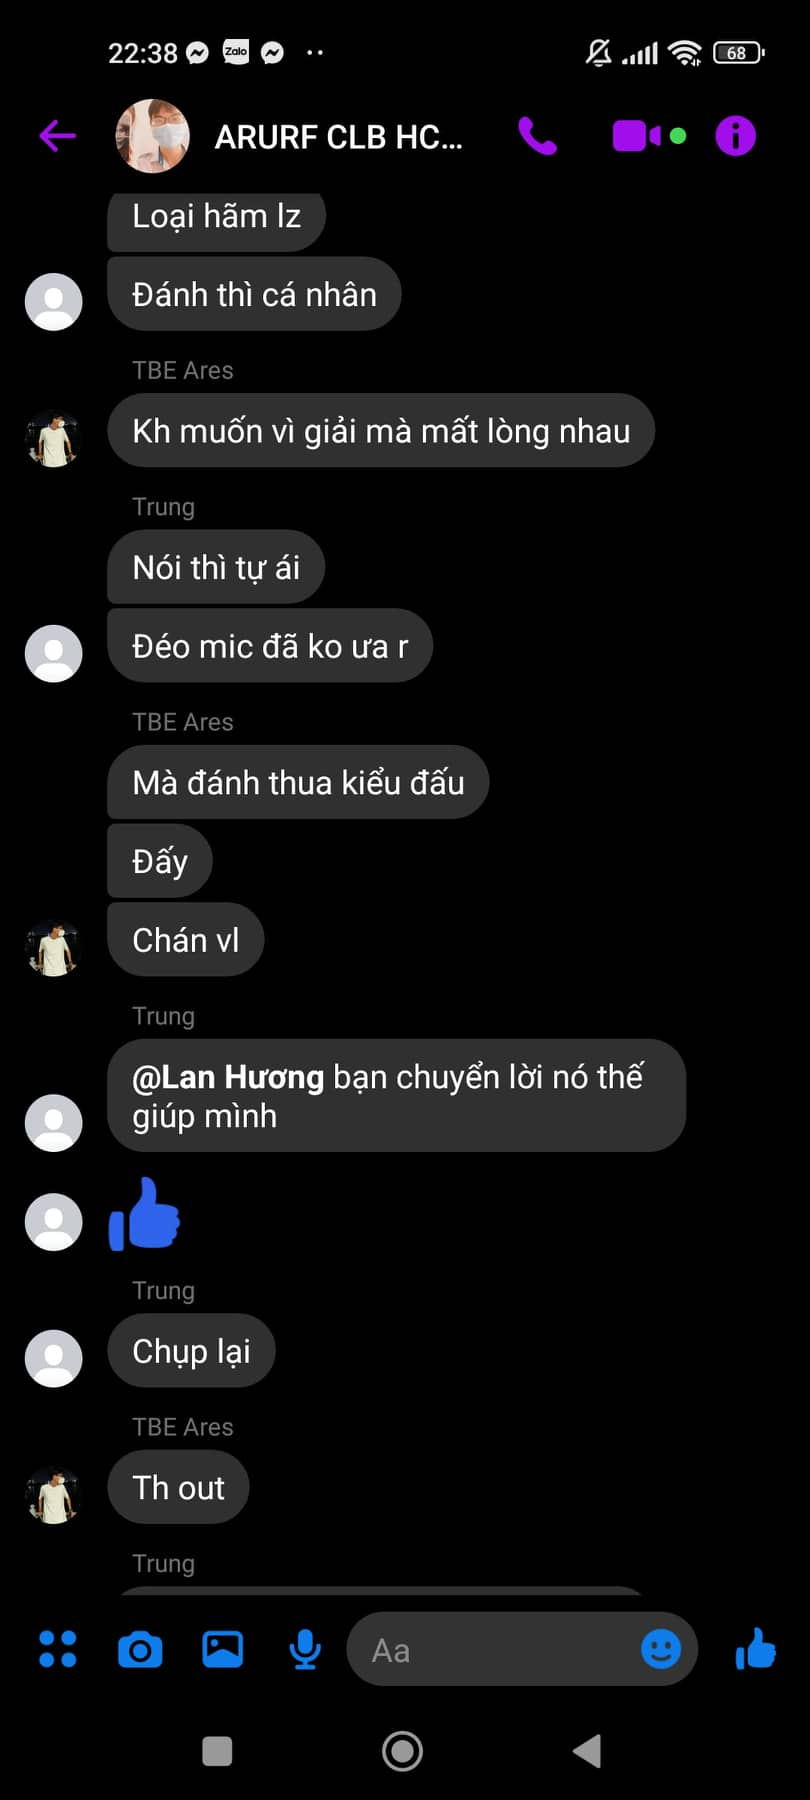 22:38
Zalo
68
ARURF CLB HC...
Loại hãm lz
Đánh thì cá nhân
TBE Ares
Kh muốn vì giải mà mất lòng nhau
Trung
Nói thì tự ái
Đéo mic đã ko ưa r
TBE Ares
Mà đánh thua kiểu đấu
Đấy
Chán vl
Trung
@Lan Hương bạn chuyển lời nó thế
giúp mình
Trung
Chụp lại
TBE Ares
Th out
Trung
Aa